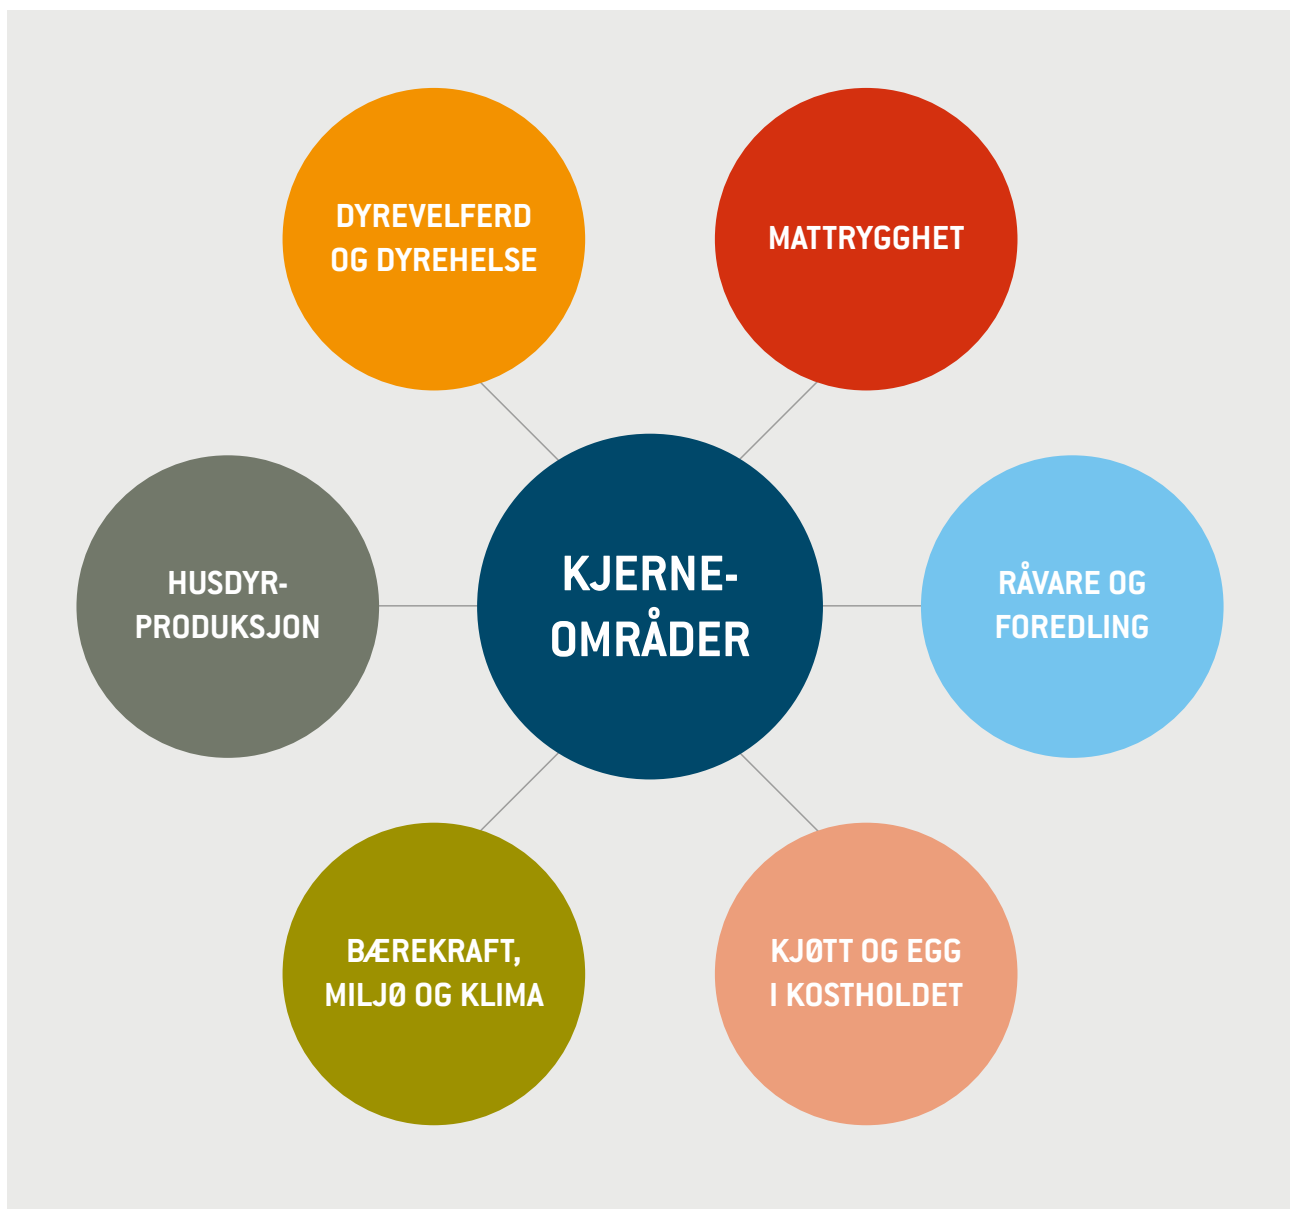 DYREVELFERD
OG DYREHELSE
MATTRYGGHET
HUSDYR-
PRODUKSJON
KJERNE-
OMRÅDER
RÅVARE OG
FOREDLING
BÆREKRAFT,
MILJØ OG KLIMA
KJØTT OG EGG
I KOSTHOLDET